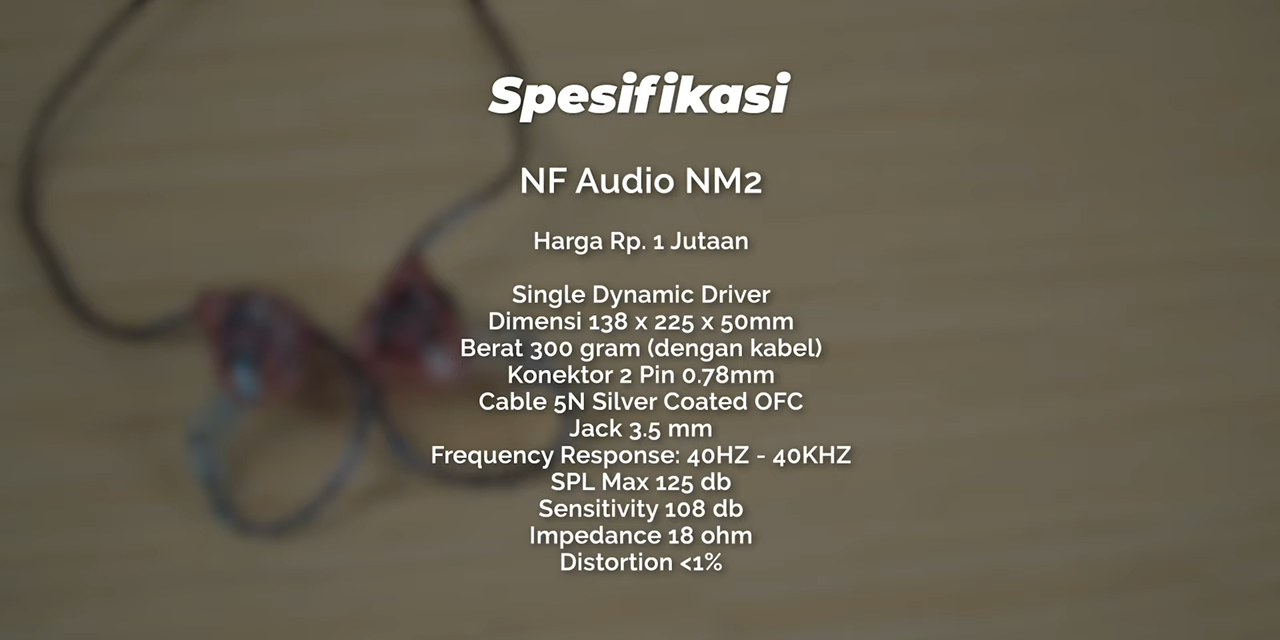 Spesifikasi
NF Audio NM2
Harga Rp. 1 Jutaan
Single Dynamic Driver
Dimensi 138 x 225 x 50mm
Berat 300 gram (dengan kabel)
Konektor 2 Pin 0.78mm
Cable 5N Silver Coated OFC
Jack 3.5 mm
Frequency Response: 40HZ - 40KHZ
SPL Max 125 db
Sensitivity 108 db
Impedance 18 ohm
Distortion <1%